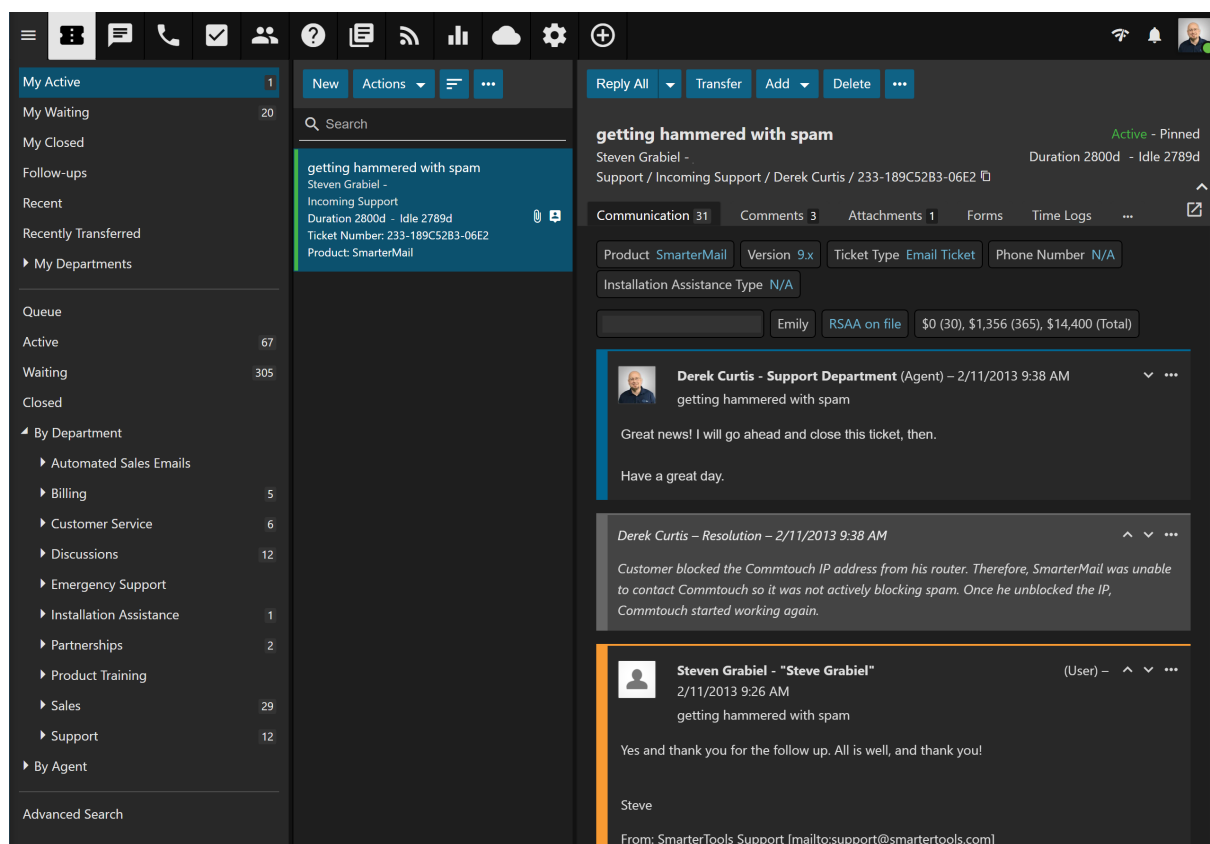 My Active 1
My Waiting 20
My Closed
Follow-ups
Recent
Recently Transferred
My Departments
Queue
Active 67
Waiting 305
Closed
By Department
Automated Sales Emails
Billing 5
Customer Service 6
Discussions 12
Emergency Support
Installation Assistance 1
Partnerships 2
Product Training
Sales 29
Support 12
By Agent
Advanced Search
New Actions
Search
getting hammered with spam
Steven Grabiel -
Incoming Support
Duration 2800d - Idle 2789d
Ticket Number: 233-189C52B3-06E2
Product: SmarterMail
Reply All Transfer Add Delete
getting hammered with spam Active - Pinned
Steven Grabiel - Duration 2800d - Idle 2789d
Support / Incoming Support / Derek Curtis / 233-189C52B3-06E2
Communication 31 Comments 3 Attachments 1 Forms Time Logs
Product SmarterMail Version 9.x Ticket Type Email Ticket Phone Number N/A
Installation Assistance Type N/A
Emily RSAA on file $0 (30), $1,356 (365), $14,400 (Total)
Derek Curtis - Support Department (Agent) – 2/11/2013 9:38 AM
getting hammered with spam
Great news! I will go ahead and close this ticket, then.
Have a great day.
Derek Curtis – Resolution – 2/11/2013 9:38 AM
Customer blocked the Commtouch IP address from his router. Therefore, SmarterMail was unable
to contact Commtouch so it was not actively blocking spam. Once he unblocked the IP,
Commtouch started working again.
Steven Grabiel - "Steve Grabiel" (User) –
2/11/2013 9:26 AM
getting hammered with spam
Yes and thank you for the follow up. All is well, and thank you!
Steve
From: SmarterTools Support [mailto:support@smartertools.com]